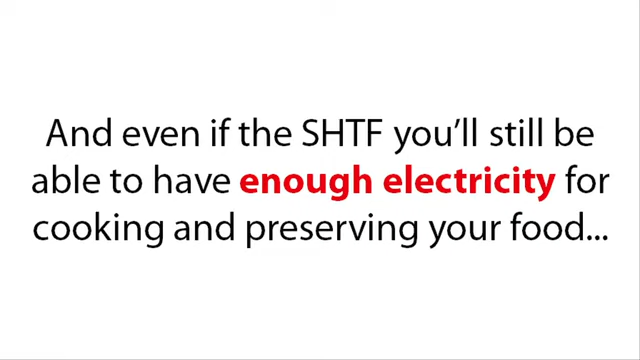 And even if the SHTF you'll still be
able to have enough electricity for
cooking and preserving your food...